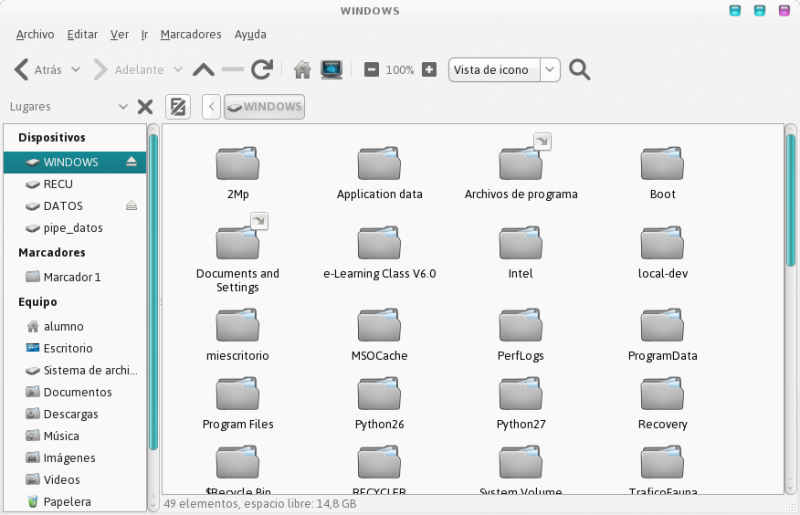 WINDOWS
Archivo Editar Ver Ir Marcadores Ayuda
Atrás Adelante 100% Vista de icono
Lugares WINDOWS
Dispositivos
WINDOWS
RECU
DATOS
pipe_datos
Marcadores
Marcador 1
Equipo
alumno
Escritorio
Sistema de archi...
Documentos
Descargas
Música
Imágenes
Videos
Papelera
2Mp Application data Archivos de programa Boot
Documents and
Settings e-Learning Class V6.0 Intel local-dev
miescritorio MSOCache PerfLogs ProgramData
Program Files Python26 Python27 Recovery
$Recycle.Bin RECYCLER System Volume TraficoFauna
49 elementos, espacio libre: 14,8 GB